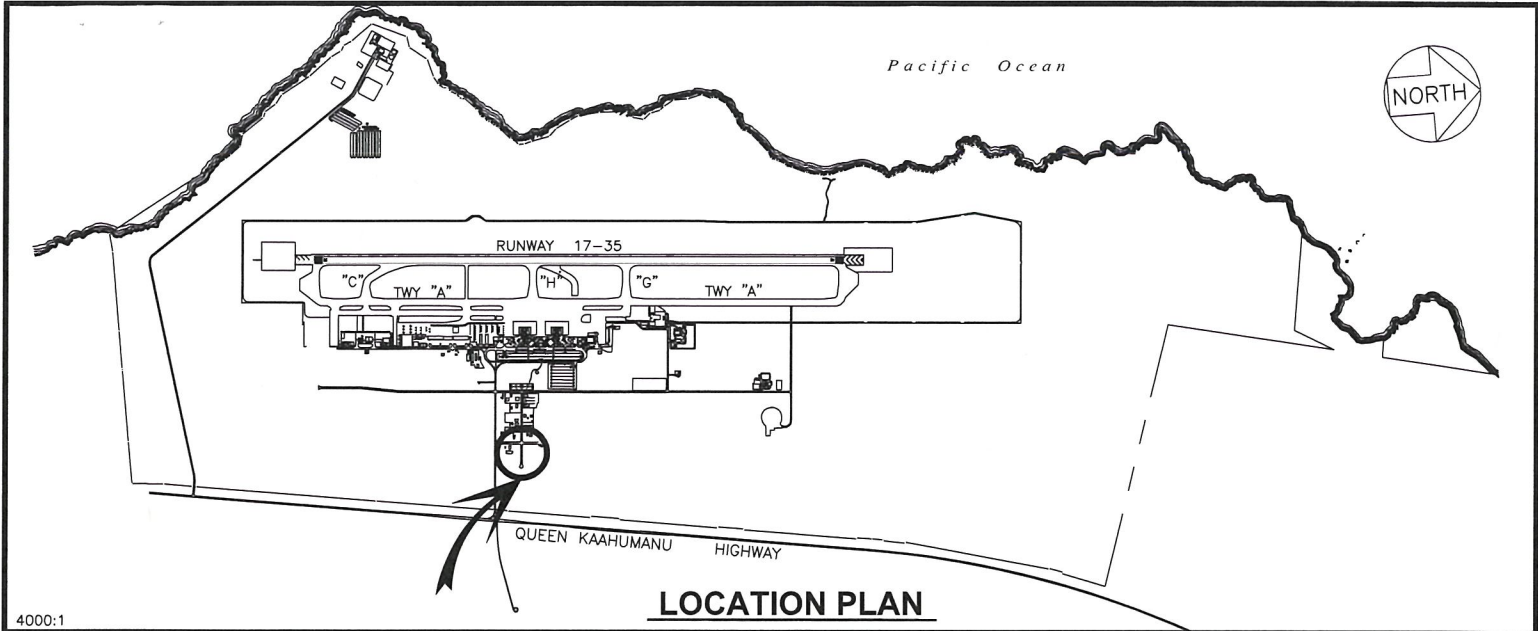 Pacific Ocean
NORTH
RUNWAY 17-35
"C"
TWY "A"
"H"
"G"
TWY "A"
QUEEN KAAHUMANU HIGHWAY
LOCATION PLAN
4000:1